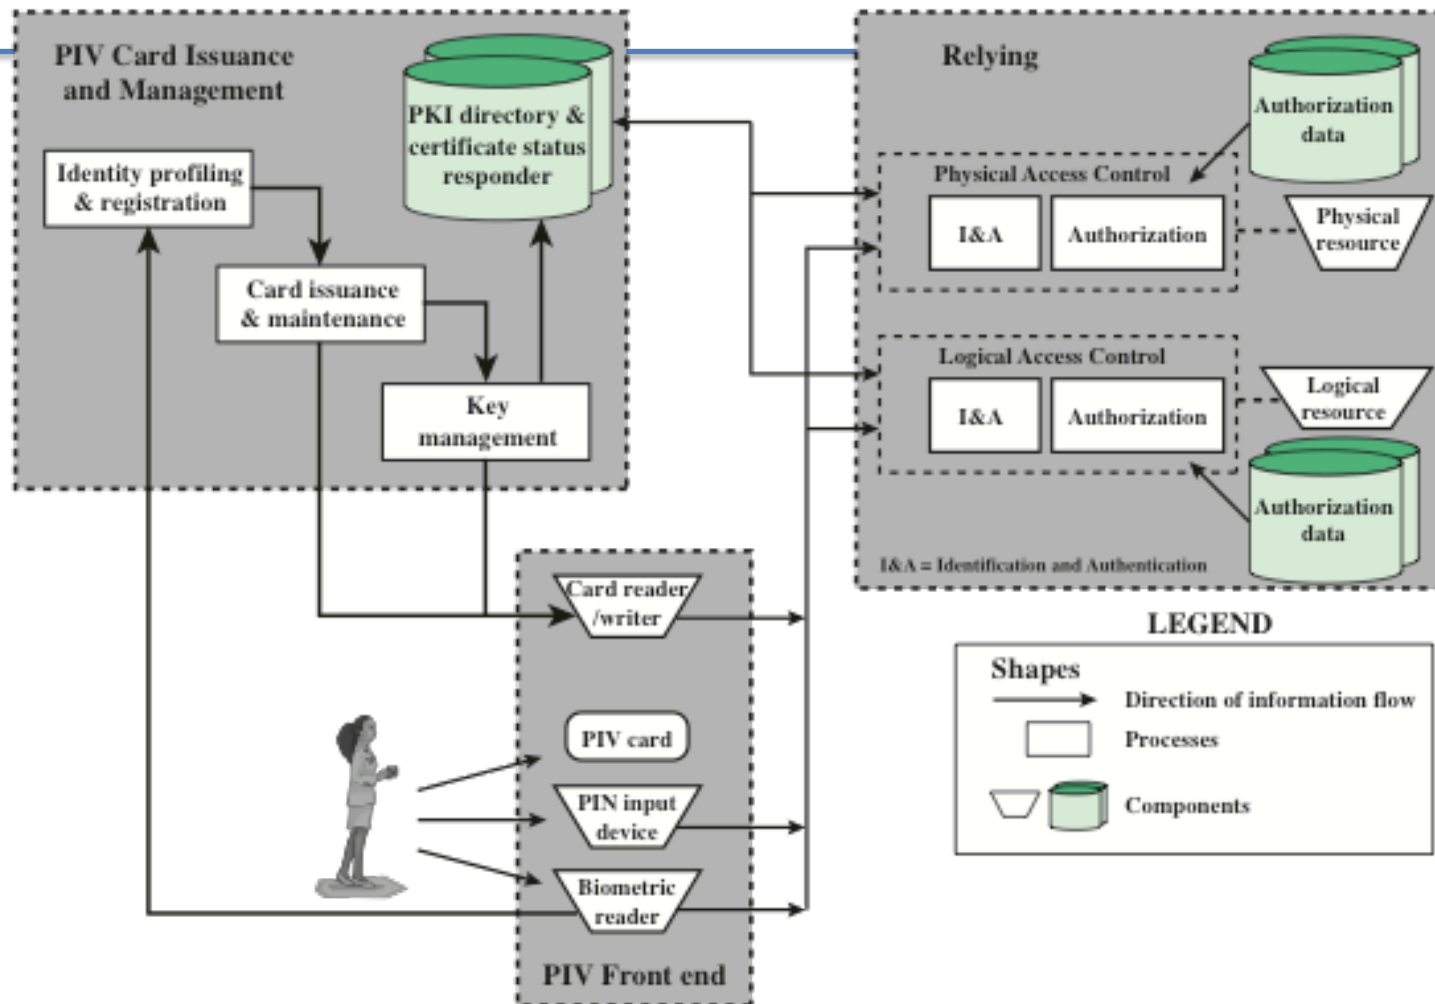 PIV Card Issuance
and Management
PKI directory &
certificate status
responder
Identity profiling
& registration
Card issuance
& maintenance
Key
management
Relying
Authorization
data
Physical Access Control
I&A
Authorization
Physical
resource
Logical Access Control
I&A
Authorization
Logical
resource
Authorization
data
I&A = Identification and Authentication
Card reader
/writer
PIV card
PIN input
device
Biometric
reader
PIV Front end
LEGEND
Shapes
Direction of information flow
Processes
Components